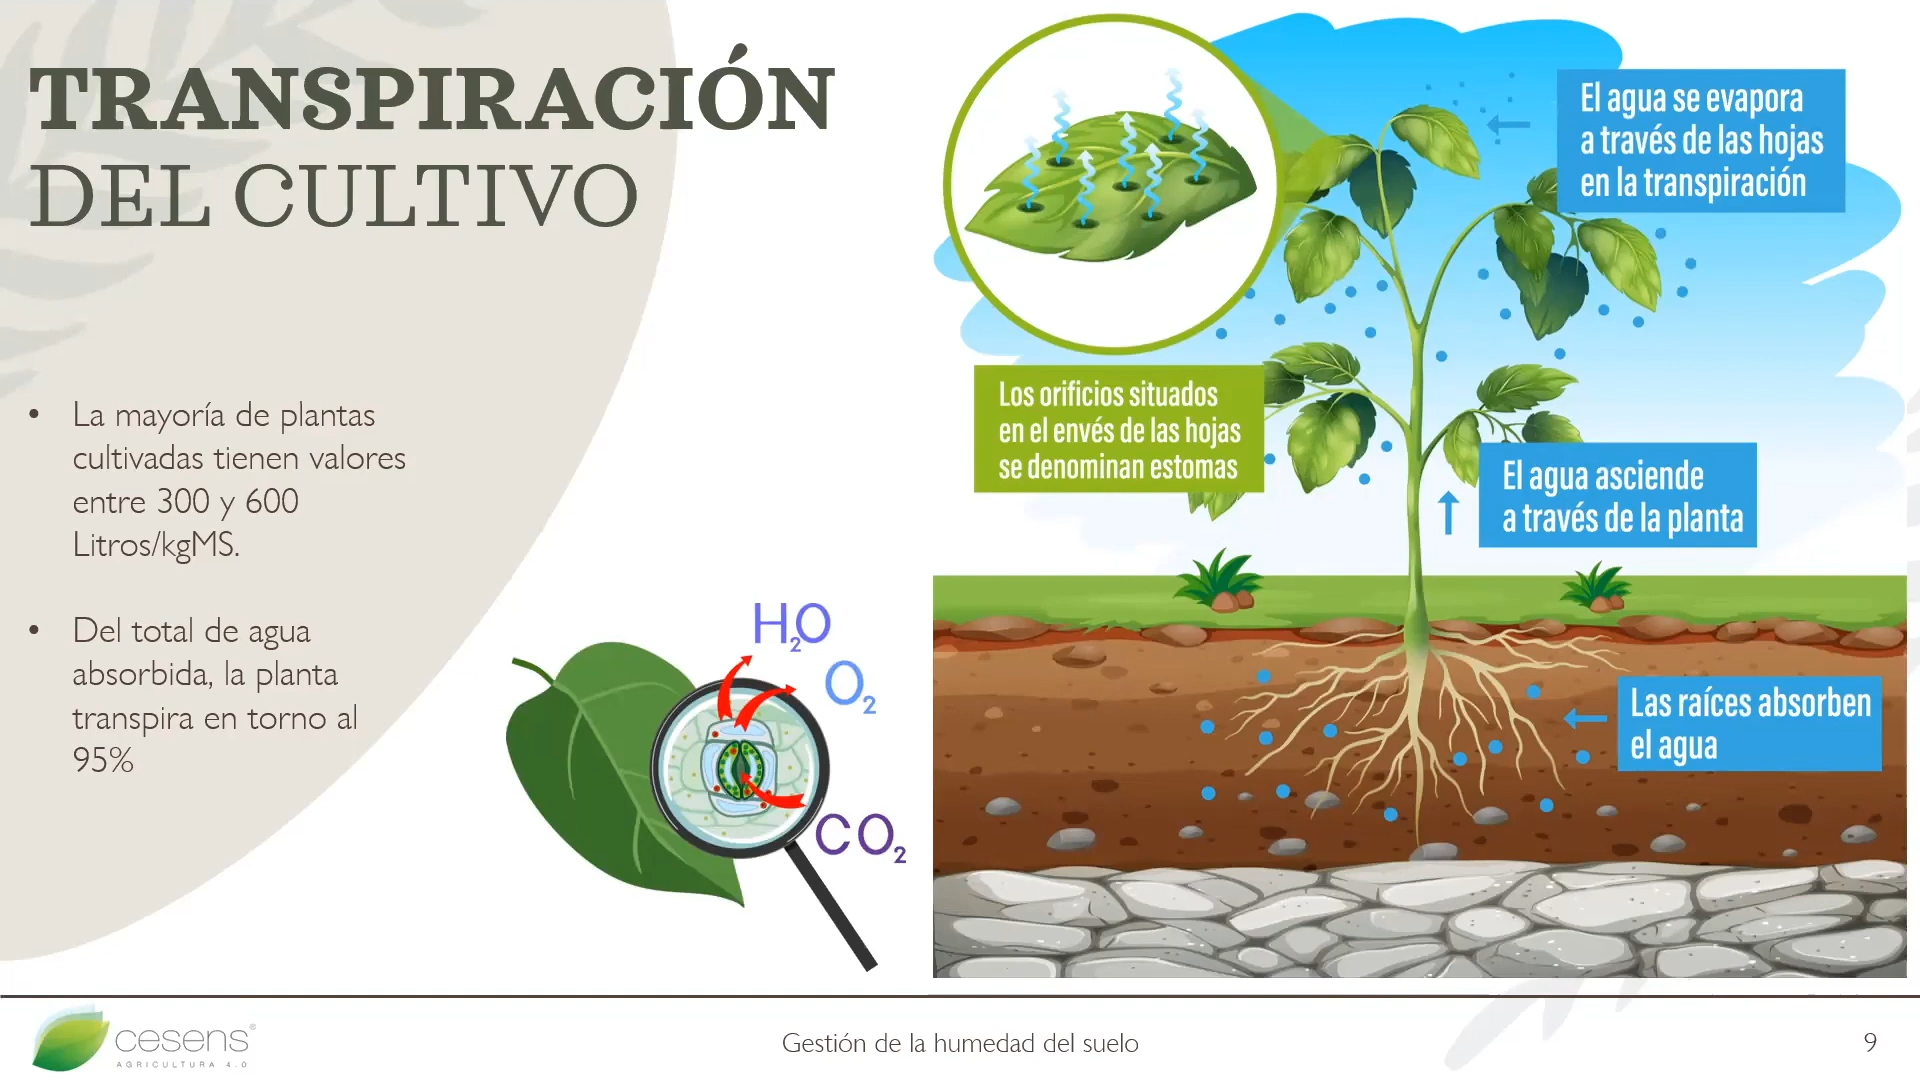 TRANSPIRACIÓN
DEL CULTIVO
• La mayoría de plantas
cultivadas tienen valores
entre 300 y 600
Litros/kgMS.
• Del total de agua
absorbida, la planta
transpira en torno al
95%
H₂O
O₂
CO₂
El agua se evapora
a través de las hojas
en la transpiración
Los orificios situados
en el envés de las hojas
se denominan estomas
El agua asciende
a través de la planta
Las raíces absorben
el agua
cesens®
AGRICULTURA 4.0
Gestión de la humedad del suelo
9